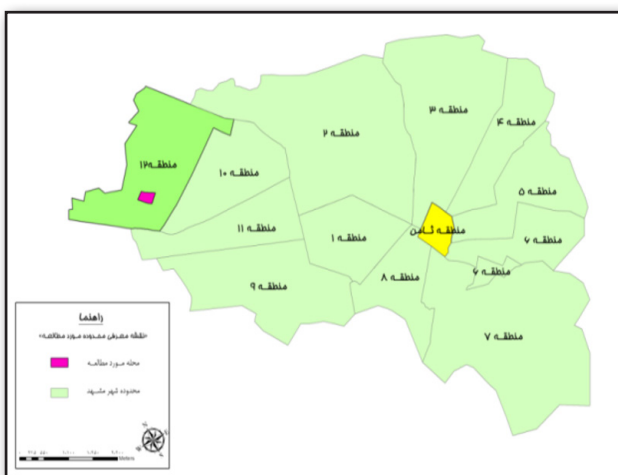 منطقه ۳
منطقه ۴
منطقه ۲
منطقه ۱۲
منطقه ۱۰
منطقه ۵
منطقه ۱۱
منطقه ۱
منطقه ثامن
منطقه ۶
منطقه ۶
منطقه ۸
منطقه ۹
منطقه ۷
راهنما
«نقشه معرفی محدوده مورد مطالعه»
محله مورد مطالعه
محدوده شهر مشهد